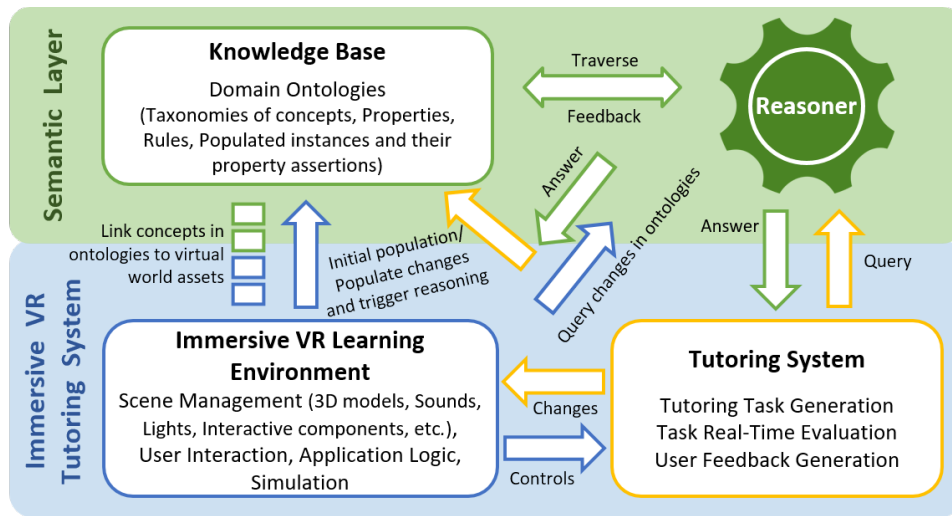 Semantic Layer
Knowledge Base
Domain Ontologies
(Taxonomies of concepts, Properties,
Rules, Populated instances and their
property assertions)
Traverse
Feedback
Reasoner
Answer
Link concepts in
ontologies to virtual
world assets
Initial population/
Populate changes
and trigger reasoning
Query changes in ontologies
Answer
Query
Immersive VR
Tutoring System
Immersive VR Learning
Environment
Scene Management (3D models, Sounds,
Lights, Interactive components, etc.),
User Interaction, Application Logic,
Simulation
Changes
Controls
Tutoring System
Tutoring Task Generation
Task Real-Time Evaluation
User Feedback Generation